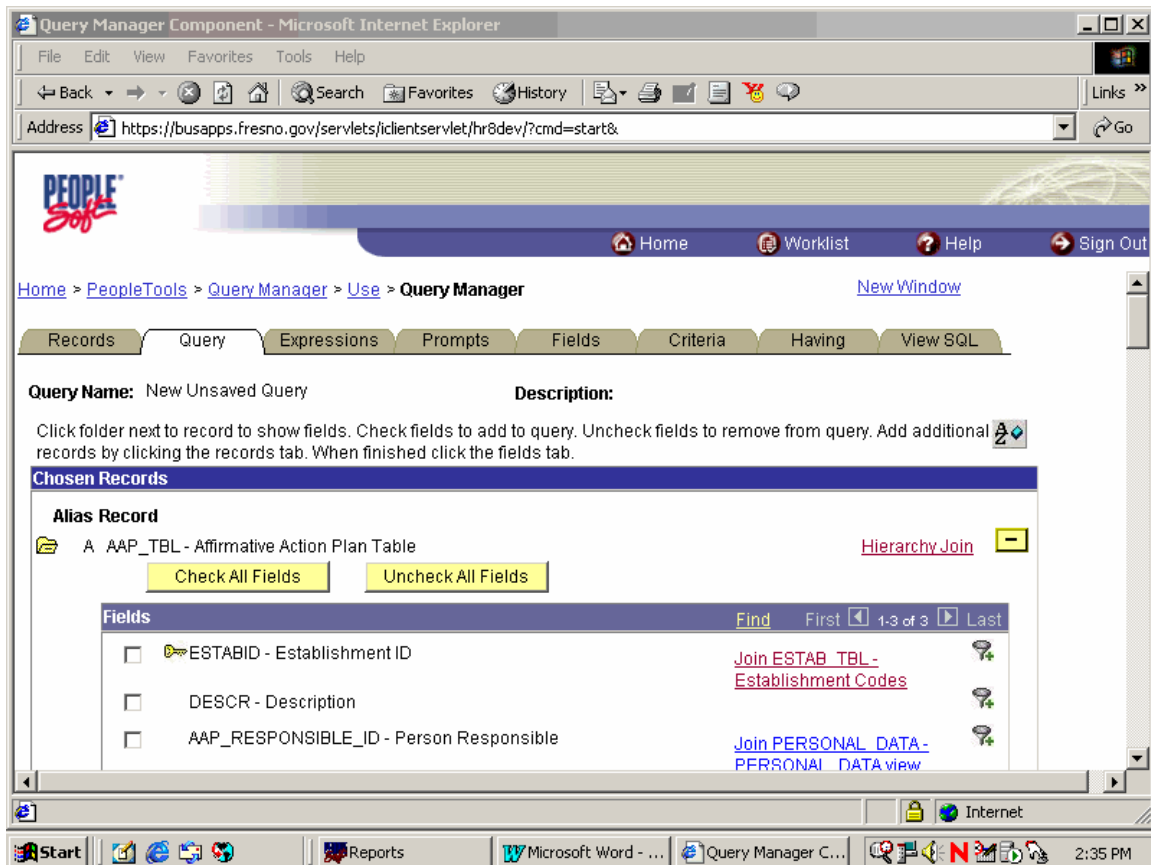 Query Manager Component - Microsoft Internet Explorer
File Edit View Favorites Tools Help
Back Search Favorites History Links »
Address https://busapps.fresno.gov/servlets/iclientservlet/hr8dev/?cmd=start& Go
PEOPLE
Soft
Home Worklist Help Sign Out
Home > PeopleTools > Query Manager > Use > Query Manager New Window
Records Query Expressions Prompts Fields Criteria Having View SQL
Query Name: New Unsaved Query Description:
Click folder next to record to show fields. Check fields to add to query. Uncheck fields to remove from query. Add additional
records by clicking the records tab. When finished click the fields tab.
Chosen Records
Alias Record
A AAP_TBL - Affirmative Action Plan Table Hierarchy Join
Check All Fields Uncheck All Fields
Fields Find First 1-3 of 3 Last
ESTABID - Establishment ID Join ESTAB_TBL -
Establishment Codes
DESCR - Description
AAP_RESPONSIBLE_ID - Person Responsible Join PERSONAL_DATA -
PERSONAL_DATA view
Internet
Start Reports Microsoft Word - ... Query Manager C... 2:35 PM